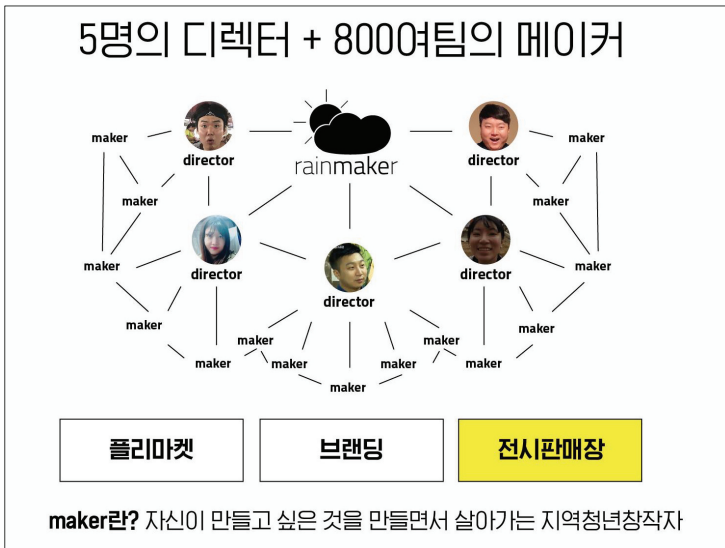 5명의 디렉터 + 800여팀의 메이커
maker
director
rainmaker
director
maker
maker
maker
maker
director
director
director
maker
maker
maker
maker
maker
maker
maker
maker
maker
maker
maker
플리마켓
브랜딩
전시판매장
maker란? 자신이 만들고 싶은 것을 만들면서 살아가는 지역청년창작자